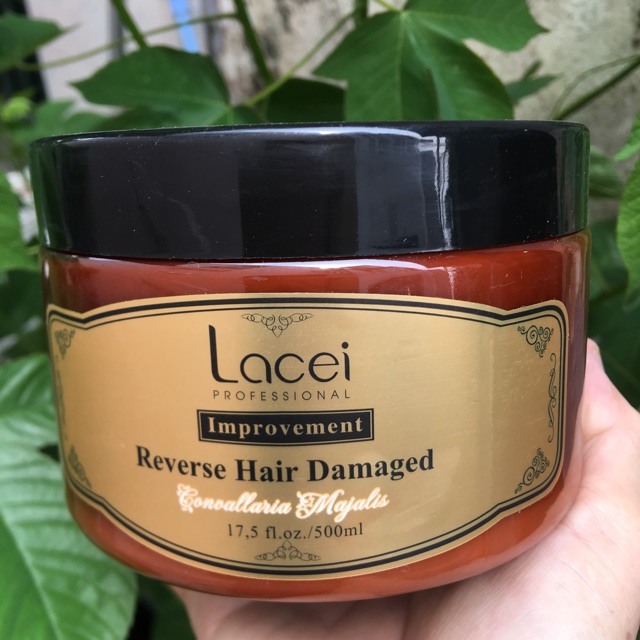 Lacei
PROFESSIONAL
Improvement
Reverse Hair Damaged
Convallaria Majalis
17,5 fl.oz./500ml